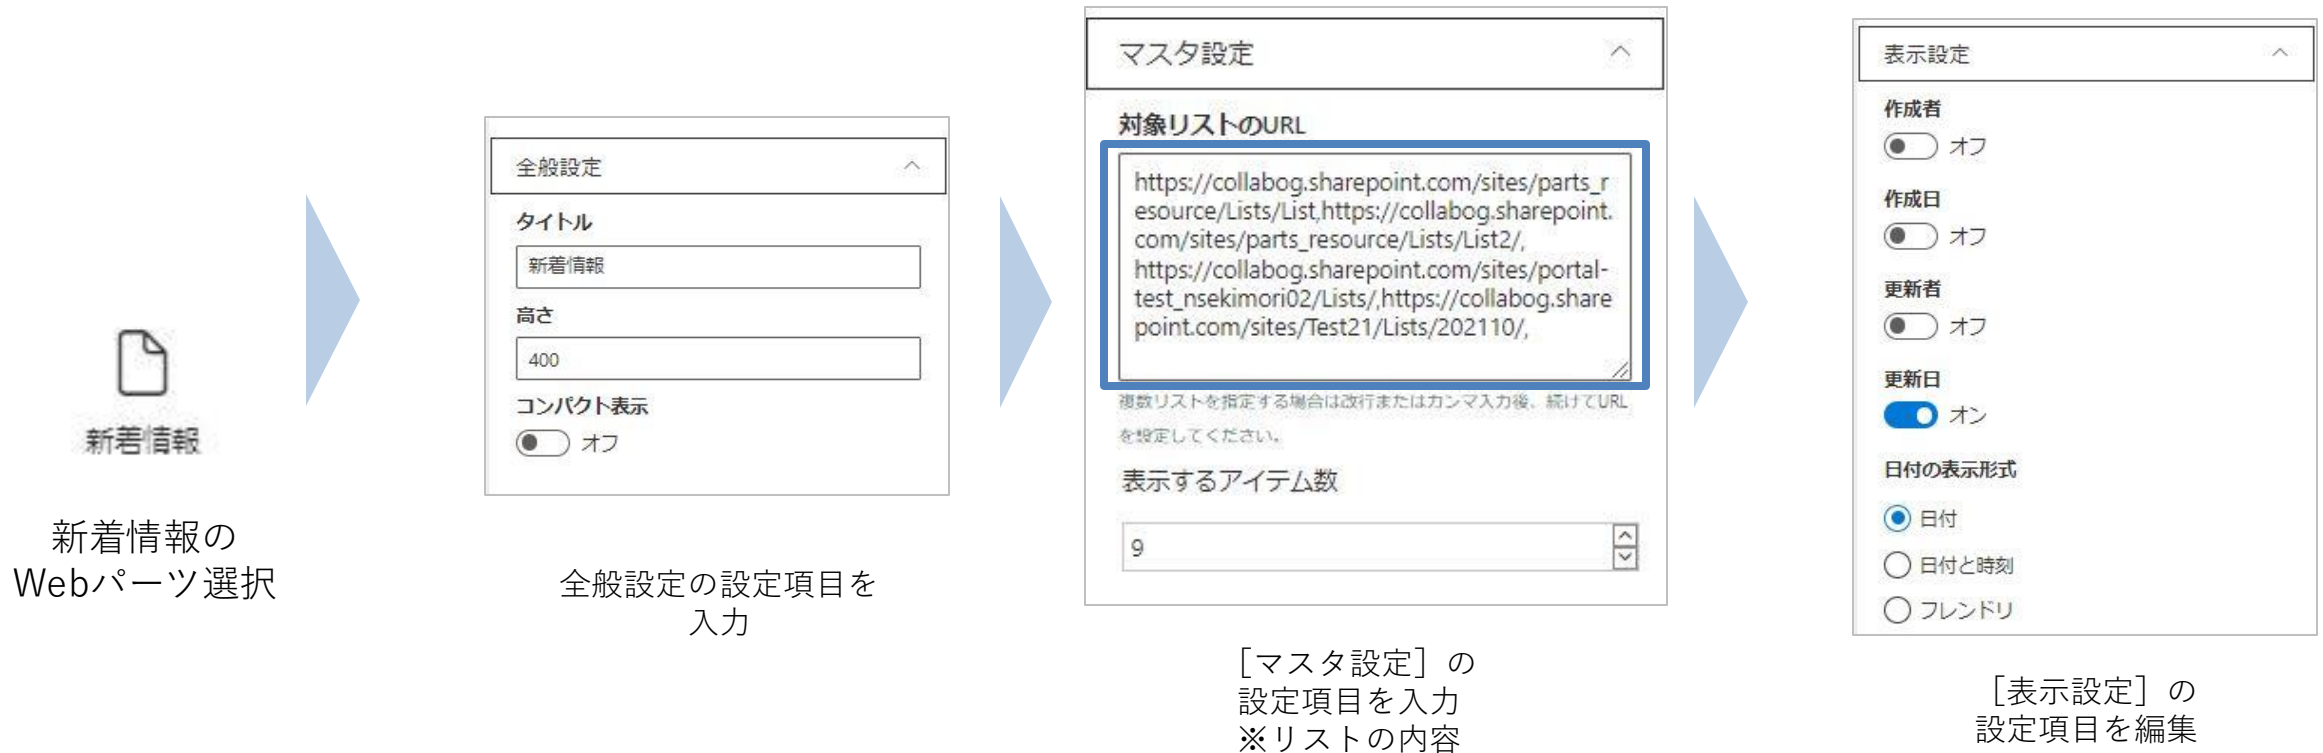 新着情報
新着情報の
Webパーツ選択
全般設定
タイトル
新着情報
高さ
400
コンパクト表示
オフ
全般設定の設定項目を
入力
マスタ設定
対象リストのURL
https://collabog.sharepoint.com/sites/parts_r
esource/Lists/List,https://collabog.sharepoint.
com/sites/parts_resource/Lists/List2/,
https://collabog.sharepoint.com/sites/portal-
test_nsekimori02/Lists/,https://collabog.share
point.com/sites/Test21/Lists/202110/,
複数リストを指定する場合は改行またはカンマ入力後、続けてURL
を設定してください。
表示するアイテム数
9
［マスタ設定］の
設定項目を入力
※リストの内容
表示設定
作成者
オフ
作成日
オフ
更新者
オフ
更新日
オン
日付の表示形式
日付
日付と時刻
フレンドリ
［表示設定］の
設定項目を編集